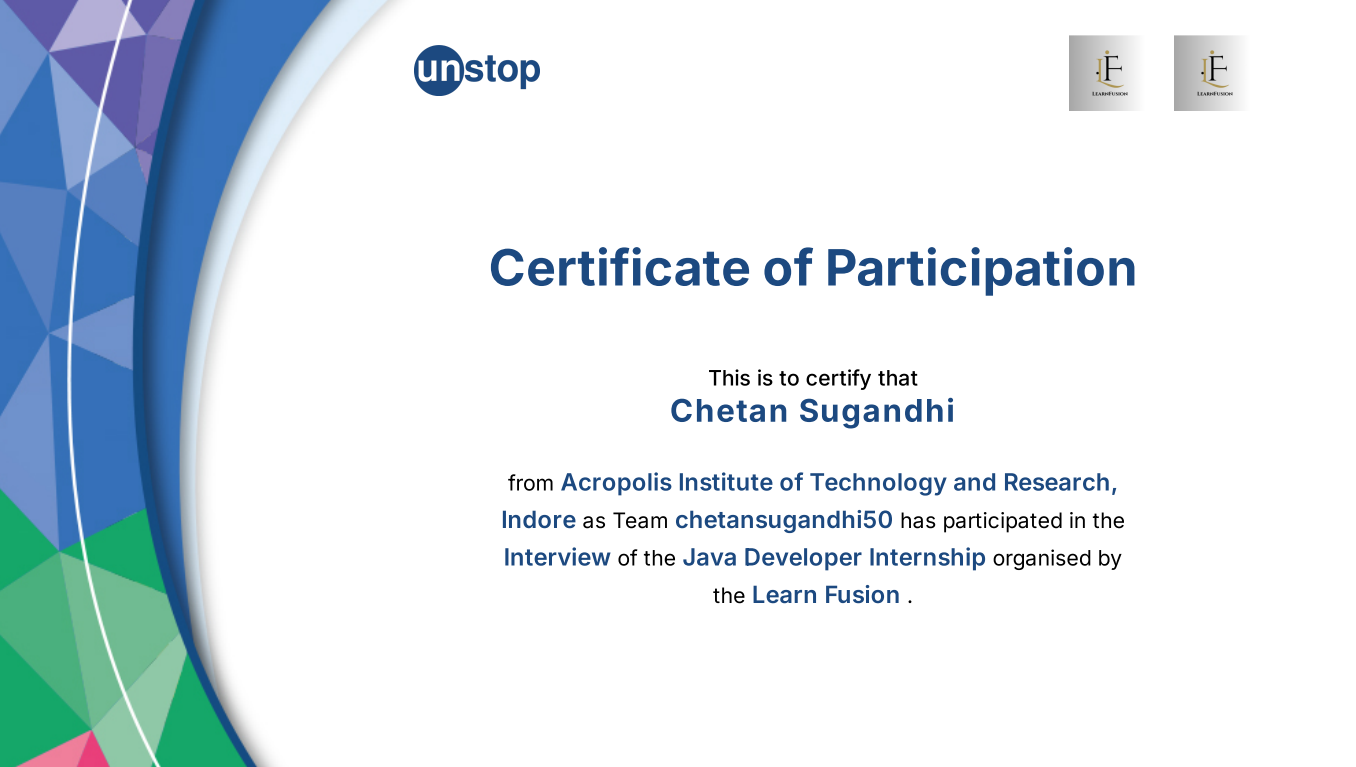 unstop
LEARNFUSION
LEARNFUSION
Certificate of Participation
This is to certify that
Chetan Sugandhi
from Acropolis Institute of Technology and Research,
Indore as Team chetansugandhi50 has participated in the
Interview of the Java Developer Internship organised by
the Learn Fusion .